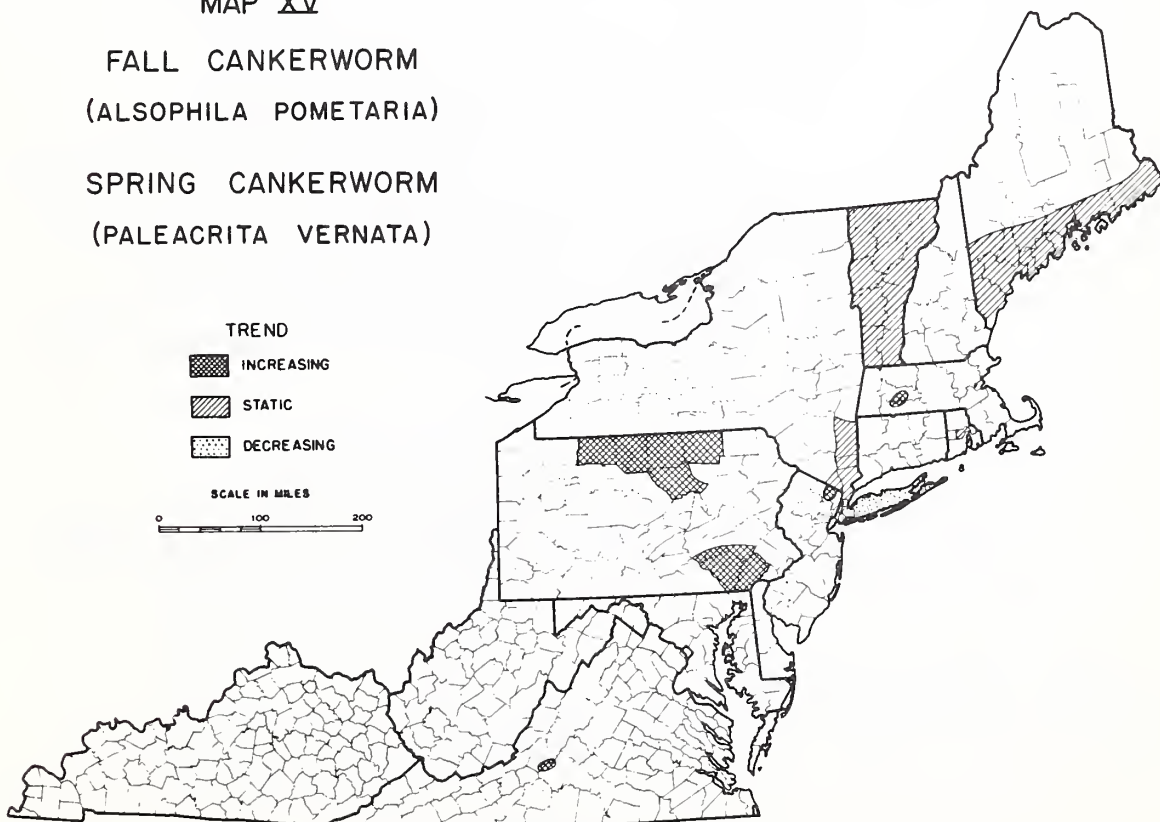 MAP XV
FALL CANKERWORM
(ALSOPHILA POMETARIA)
SPRING CANKERWORM
(PALEACRITA VERNATA)
TREND
INCREASING
STATIC
DECREASING
SCALE IN MILES
0 100 200